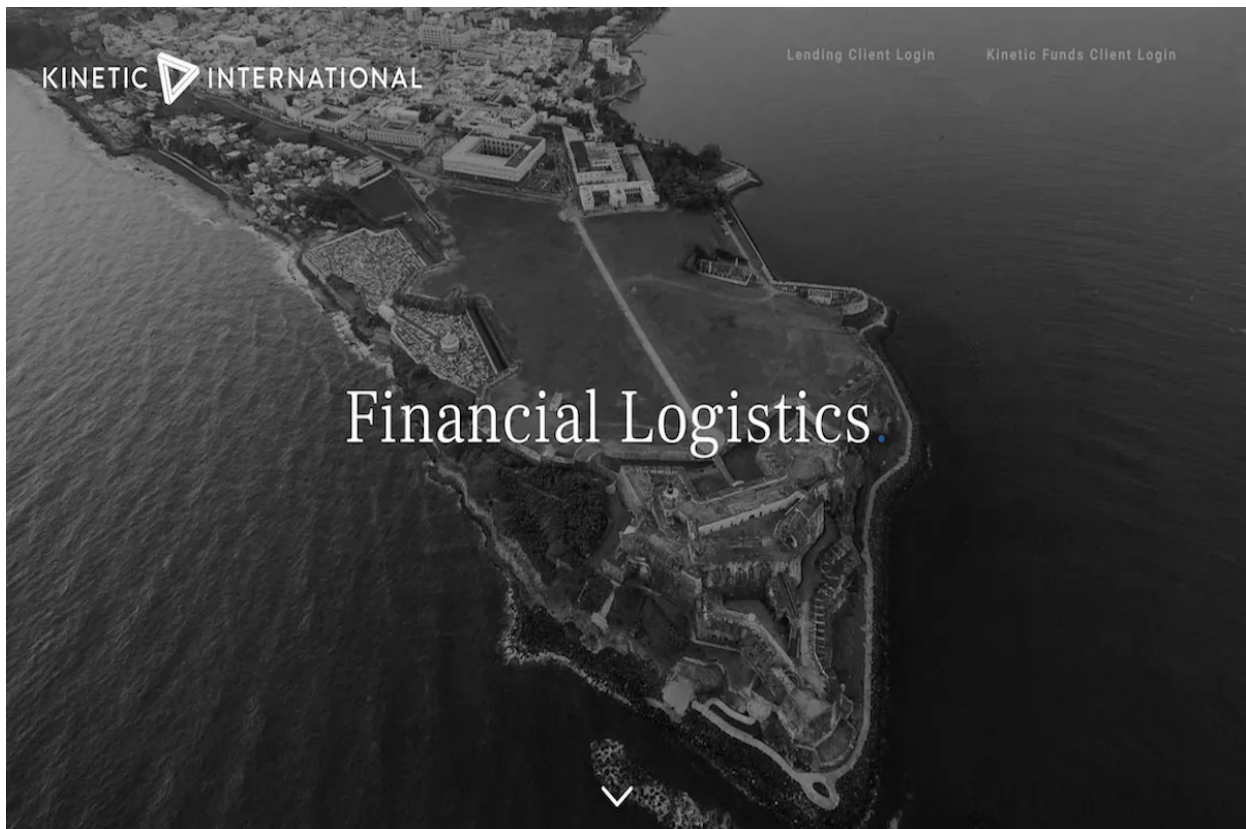 Lending Client Login Kinetic Funds Client Login
KINETIC INTERNATIONAL
Financial Logistics.